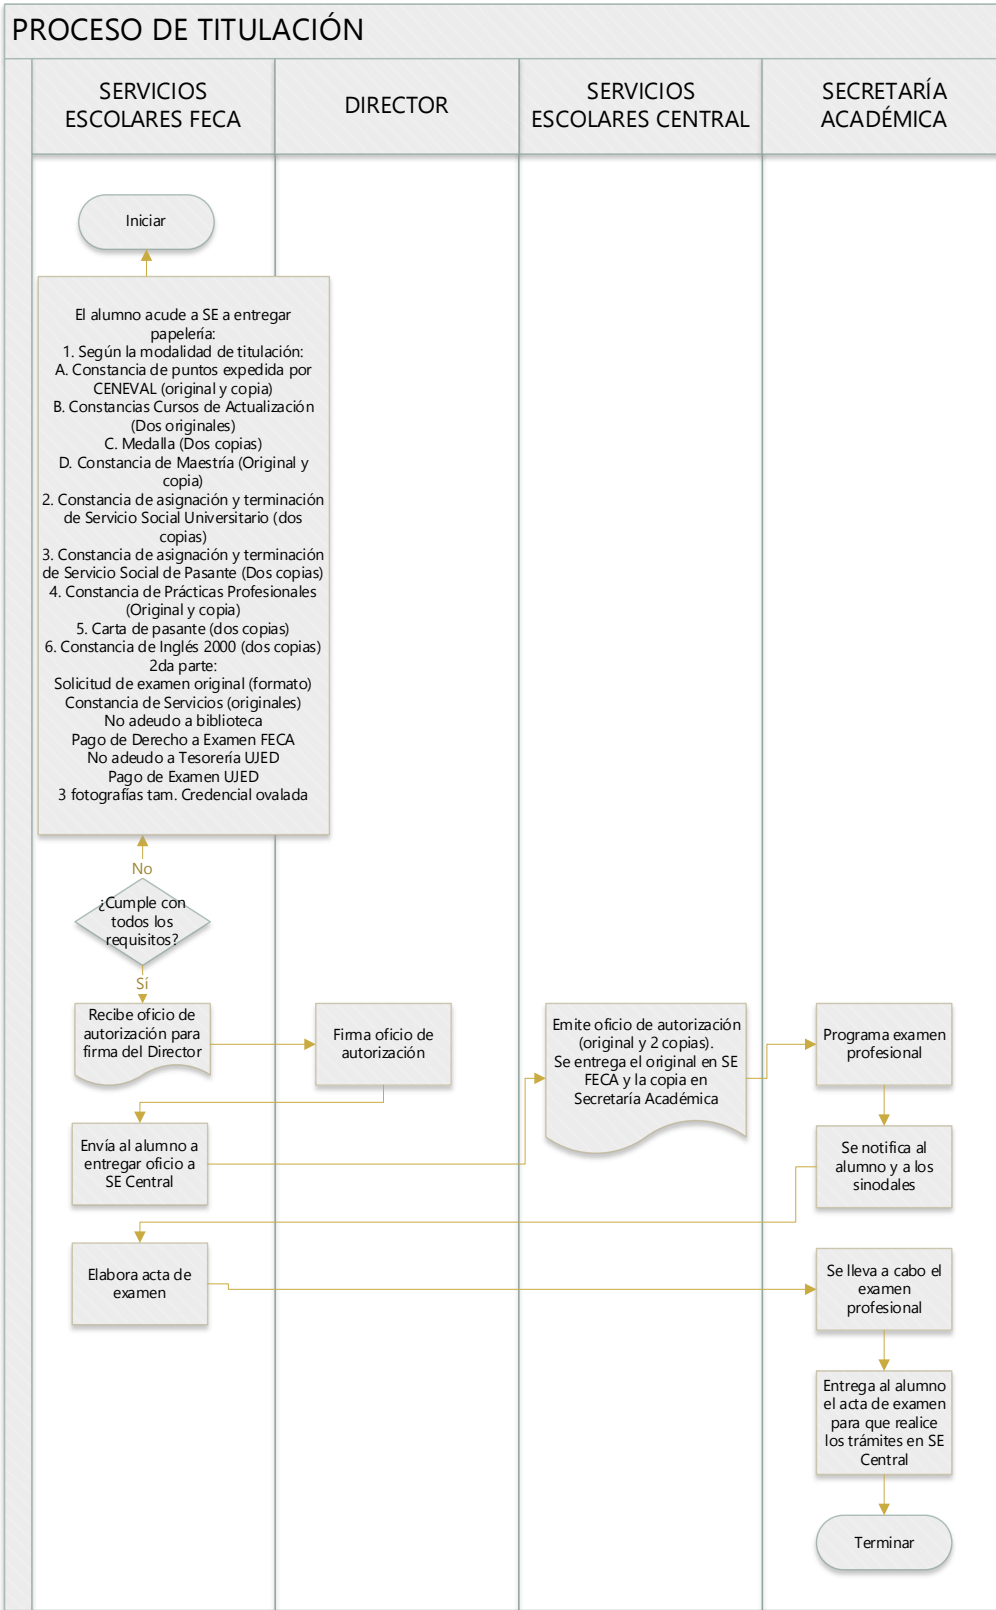 PROCESO DE TITULACIÓN
SERVICIOS
ESCOLARES FECA
DIRECTOR
SERVICIOS
ESCOLARES CENTRAL
SECRETARÍA
ACADÉMICA
Iniciar
El alumno acude a SE a entregar
papelería:
1. Según la modalidad de titulación:
A. Constancia de puntos expedida por
CENEVAL (original y copia)
B. Constancias Cursos de Actualización
(Dos originales)
C. Medalla (Dos copias)
D. Constancia de Maestría (Original y
copia)
2. Constancia de asignación y terminación
de Servicio Social Universitario (dos
copias)
3. Constancia de asignación y terminación
de Servicio Social de Pasante (Dos copias)
4. Constancia de Prácticas Profesionales
(Original y copia)
5. Carta de pasante (dos copias)
6. Constancia de Inglés 2000 (dos copias)
2da parte:
Solicitud de examen original (formato)
Constancia de Servicios (originales)
No adeudo a biblioteca
Pago de Derecho a Examen FECA
No adeudo a Tesorería UJED
Pago de Examen UJED
3 fotografías tam. Credencial ovalada
No
¿Cumple con
todos los
requisitos?
Sí
Recibe oficio de
autorización para
firma del Director
Firma oficio de
autorización
Emite oficio de autorización
(original y 2 copias).
Se entrega el original en SE
FECA y la copia en
Secretaría Académica
Programa examen
profesional
Envía al alumno a
entregar oficio a
SE Central
Se notifica al
alumno y a los
sinodales
Elabora acta de
examen
Se lleva a cabo el
examen
profesional
Entrega al alumno
el acta de examen
para que realice
los trámites en SE
Central
Terminar